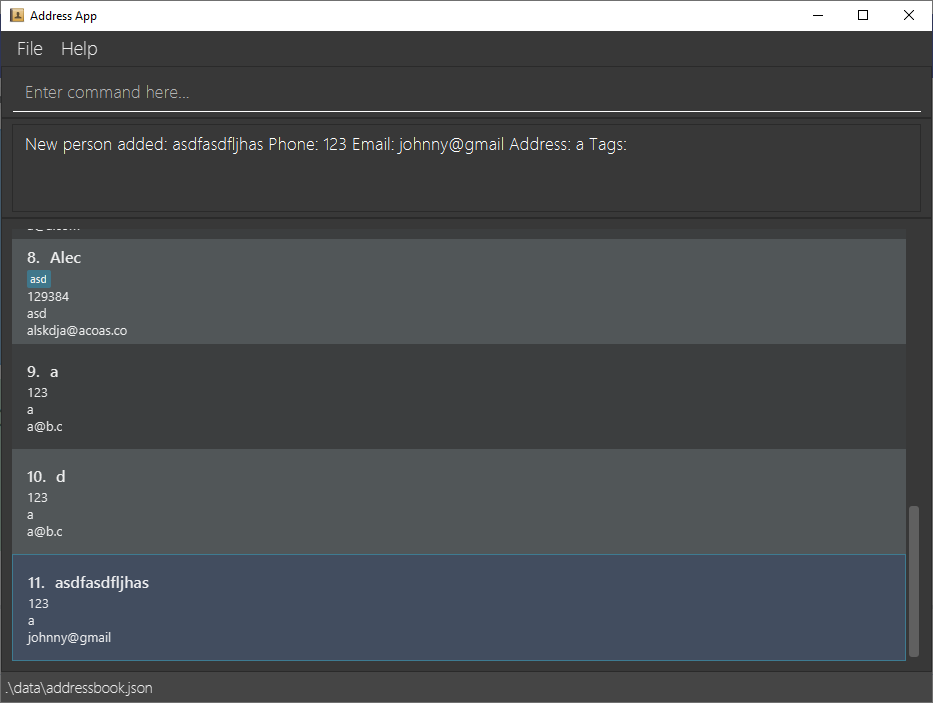 Address App
File Help
Enter command here...
New person added: asdfasdfljhas Phone: 123 Email: johnny@gmail Address: a Tags:
8. Alec
asd
129384
asd
alskdja@acoas.co
9. a
123
a
a@b.c
10. d
123
a
a@b.c
11. asdfasdfljhas
123
a
johnny@gmail
.\data\addressbook.json